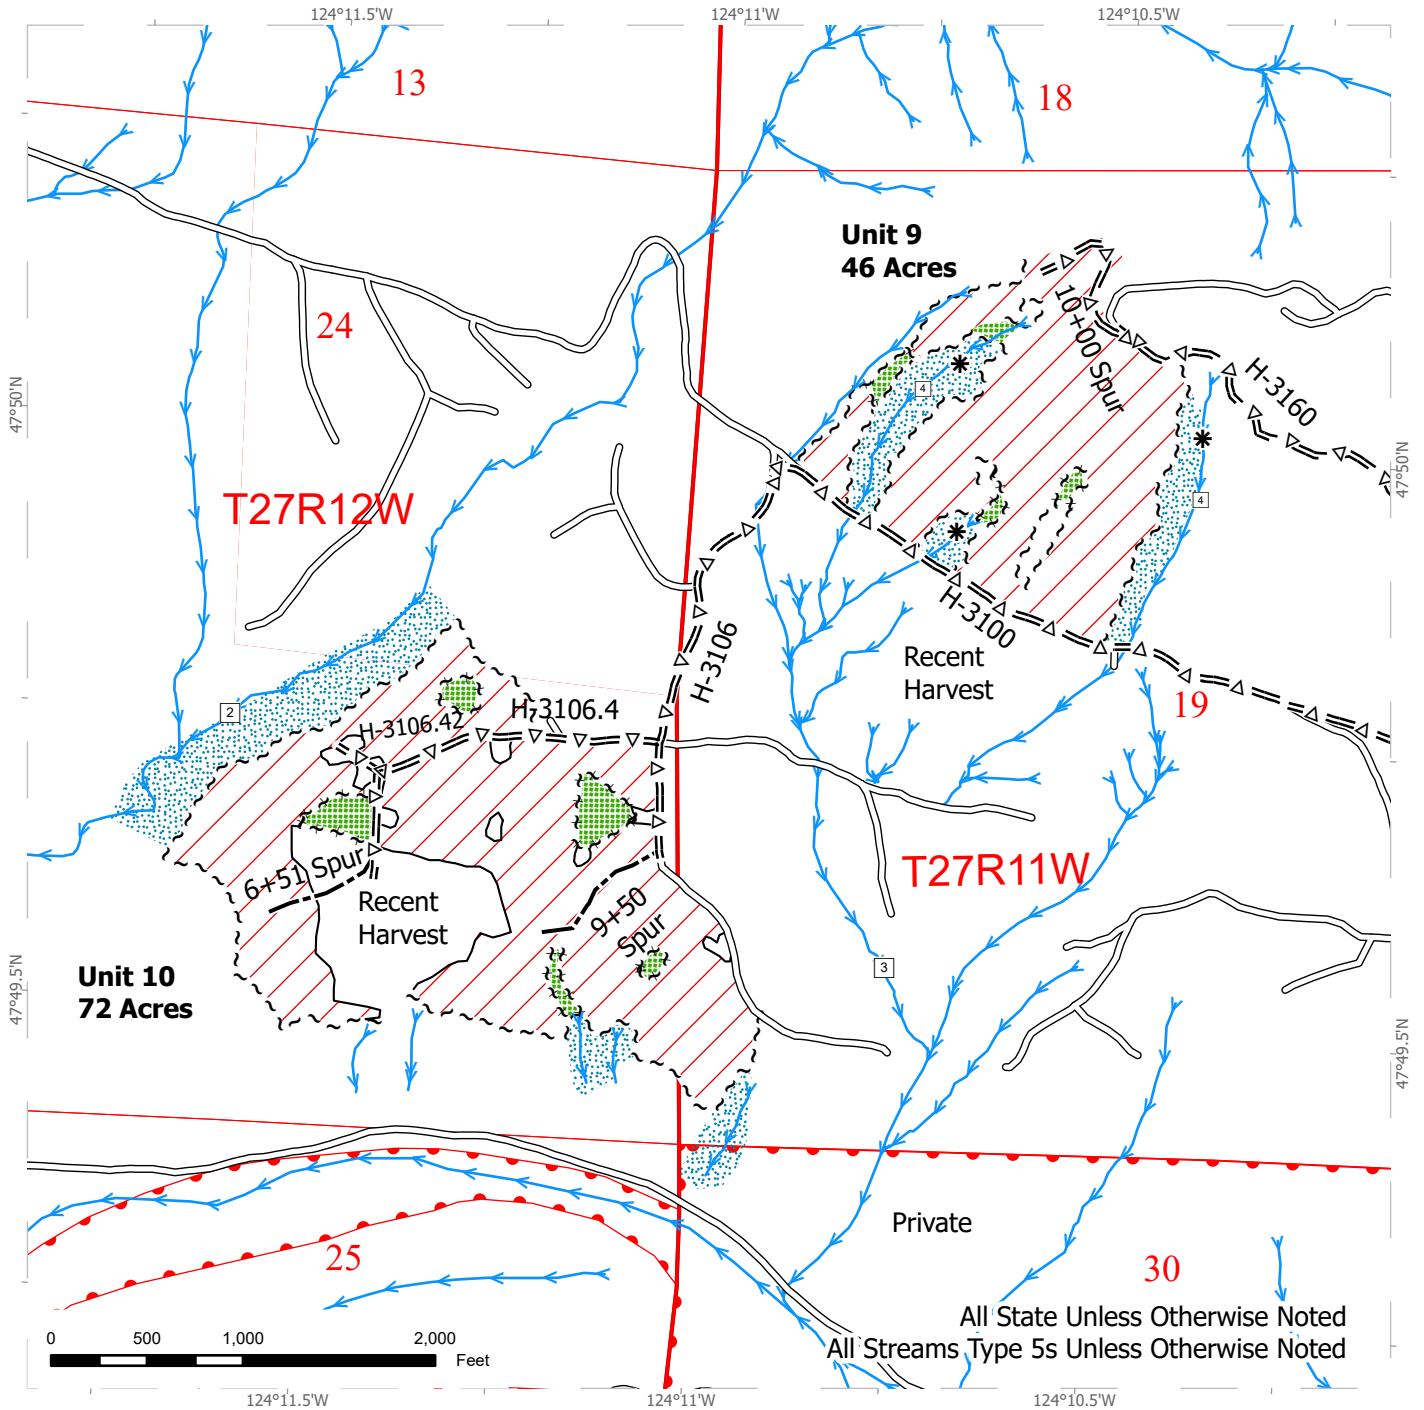 124°11.5'W
124°11'W
124°10.5'W
13
18
Unit 9
46 Acres
24
10+00 Spur
H-3160
4
47°50'N
47°50'N
4
T27R12W
H-3100
H-3106
Recent
Harvest
2
H-3106.4
H-3106.42
19
T27R11W
6+51 Spur
Recent
Harvest
9+50
Spur
3
Unit 10
72 Acres
47°49.5'N
47°49.5'N
Private
25
30
All State Unless Otherwise Noted
All Streams Type 5s Unless Otherwise Noted
0 500 1,000 2,000
Feet
124°11.5'W
124°11'W
124°10.5'W